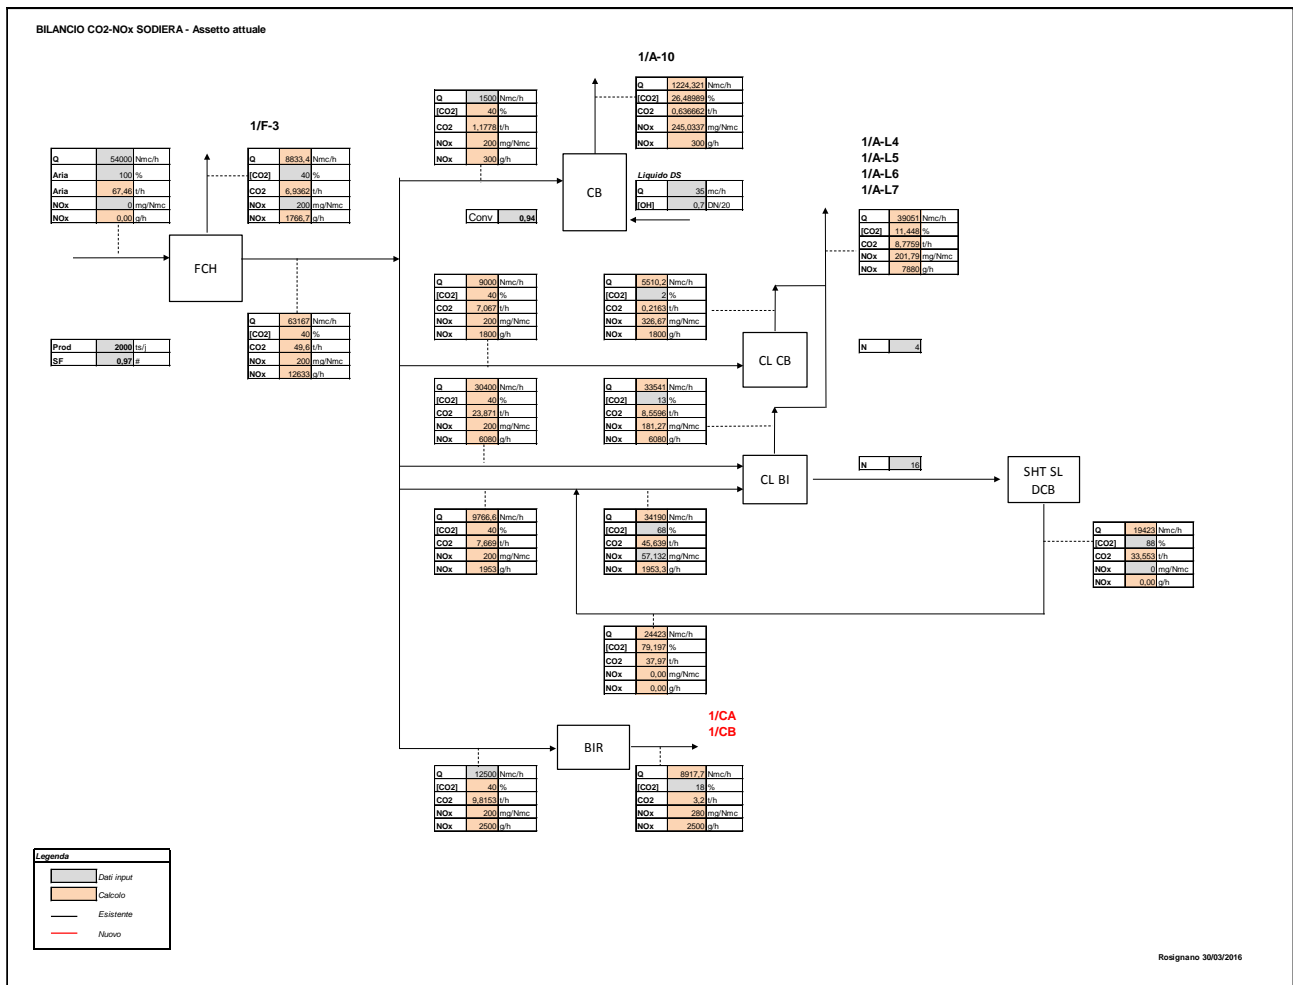 BILANCIO CO2-NOx SODIERA - Assetto attuale
1/A-10
Q 1224,321 Nmc/h
[CO2] 26,48989 %
CO2 0,636662 t/h
NOx 245,0337 mg/Nmc
NOx 300 g/h
Q 1500 Nmc/h
[CO2] 40 %
CO2 1,1778 t/h
NOx 200 mg/Nmc
NOx 300 g/h
1/F-3
Q 54000 Nmc/h
Aria 100 %
Aria 67,46 t/h
NOx 0 mg/Nmc
NOx 0,00 g/h
Q 8833,4 Nmc/h
[CO2] 40 %
CO2 6,9362 t/h
NOx 200 mg/Nmc
NOx 1766,7 g/h
1/A-L4
1/A-L5
1/A-L6
1/A-L7
CB
Liquido DS
Q 35 mc/h
[OH] 0,7 DN/20
Conv 0,94
Q 39051 Nmc/h
[CO2] 11,448 %
CO2 8,7759 t/h
NOx 201,79 mg/Nmc
NOx 7880 g/h
FCH
Q 9000 Nmc/h
[CO2] 40 %
CO2 7,067 t/h
NOx 200 mg/Nmc
NOx 1800 g/h
Q 5510,2 Nmc/h
[CO2] 2 %
CO2 0,2163 t/h
NOx 326,67 mg/Nmc
NOx 1800 g/h
Q 63167 Nmc/h
[CO2] 40 %
CO2 49,6 t/h
NOx 200 mg/Nmc
NOx 12633 g/h
Prod 2000 ts/j
SF 0,97 #
CL CB
N 4
Q 30400 Nmc/h
[CO2] 40 %
CO2 23,871 t/h
NOx 200 mg/Nmc
NOx 6080 g/h
Q 33541 Nmc/h
[CO2] 13 %
CO2 8,5596 t/h
NOx 181,27 mg/Nmc
NOx 6080 g/h
CL BI
N 16
SHT SL
DCB
Q 9766,6 Nmc/h
[CO2] 40 %
CO2 7,669 t/h
NOx 200 mg/Nmc
NOx 1953 g/h
Q 34190 Nmc/h
[CO2] 68 %
CO2 45,639 t/h
NOx 57,132 mg/Nmc
NOx 1953,3 g/h
Q 19423 Nmc/h
[CO2] 88 %
CO2 33,553 t/h
NOx 0 mg/Nmc
NOx 0,00 g/h
Q 24423 Nmc/h
[CO2] 79,197 %
CO2 37,97 t/h
NOx 0,00 mg/Nmc
NOx 0,00 g/h
1/CA
1/CB
BIR
Q 12500 Nmc/h
[CO2] 40 %
CO2 9,8153 t/h
NOx 200 mg/Nmc
NOx 2500 g/h
Q 8917,7 Nmc/h
[CO2] 18 %
CO2 3,2 t/h
NOx 280 mg/Nmc
NOx 2500 g/h
Legenda
Dati input
Calcolo
Esistente
Nuovo
Rosignano 30/03/2016